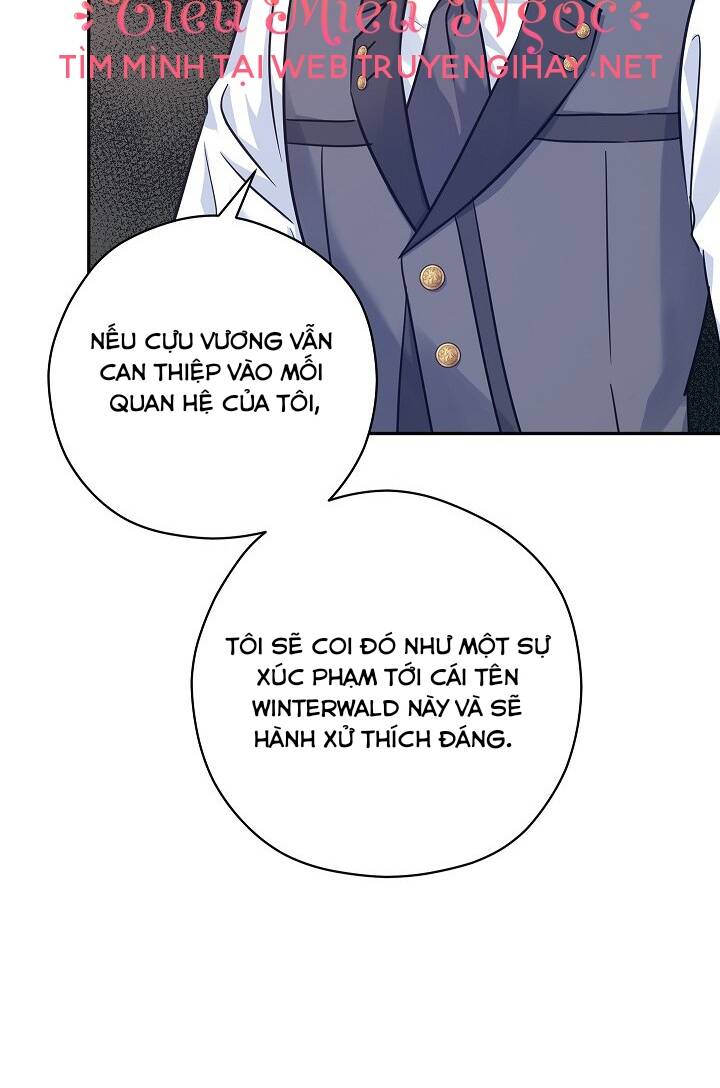 Tiểu Miêu Ngọc
TÌM MÌNH TẠI WEB TRUYENGIHAY.NET
NẾU CỰU VƯƠNG VẪN
CAN THIỆP VÀO MỐI
QUAN HỆ CỦA TÔI,
TÔI SẼ COI ĐÓ NHƯ MỘT SỰ
XÚC PHẠM TỚI CÁI TÊN
WINTERWALD NÀY VÀ SẼ
HÀNH XỬ THÍCH ĐÁNG.